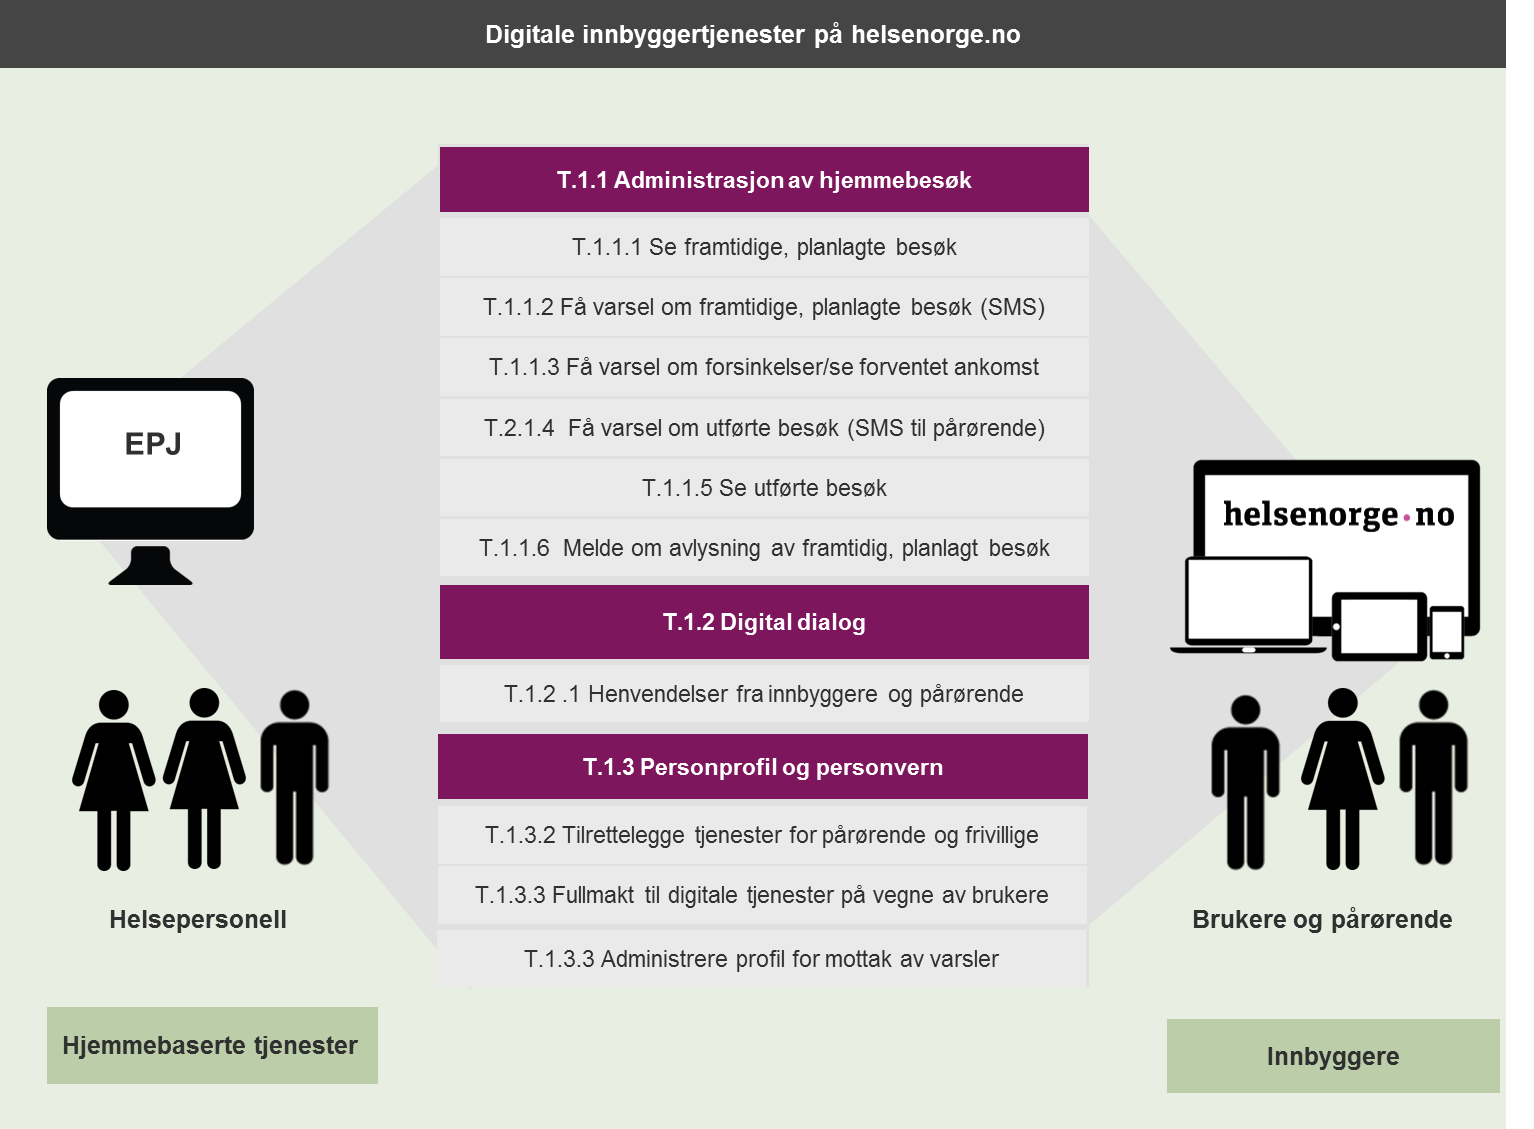 Digitale innbyggertjenester på helsenorge.no
T.1.1 Administrasjon av hjemmebesøk
T.1.1.1 Se framtidige, planlagte besøk
T.1.1.2 Få varsel om framtidige, planlagte besøk (SMS)
T.1.1.3 Få varsel om forsinkelser/se forventet ankomst
T.2.1.4 Få varsel om utførte besøk (SMS til pårørende)
T.1.1.5 Se utførte besøk
T.1.1.6 Melde om avlysning av framtidig, planlagt besøk
T.1.2 Digital dialog
T.1.2 .1 Henvendelser fra innbyggere og pårørende
T.1.3 Personprofil og personvern
T.1.3.2 Tilrettelegge tjenester for pårørende og frivillige
T.1.3.3 Fullmakt til digitale tjenester på vegne av brukere
T.1.3.3 Administrere profil for mottak av varsler
EPJ
Helsepersonell
Hjemmebaserte tjenester
helsenorge.no
Brukere og pårørende
Innbyggere